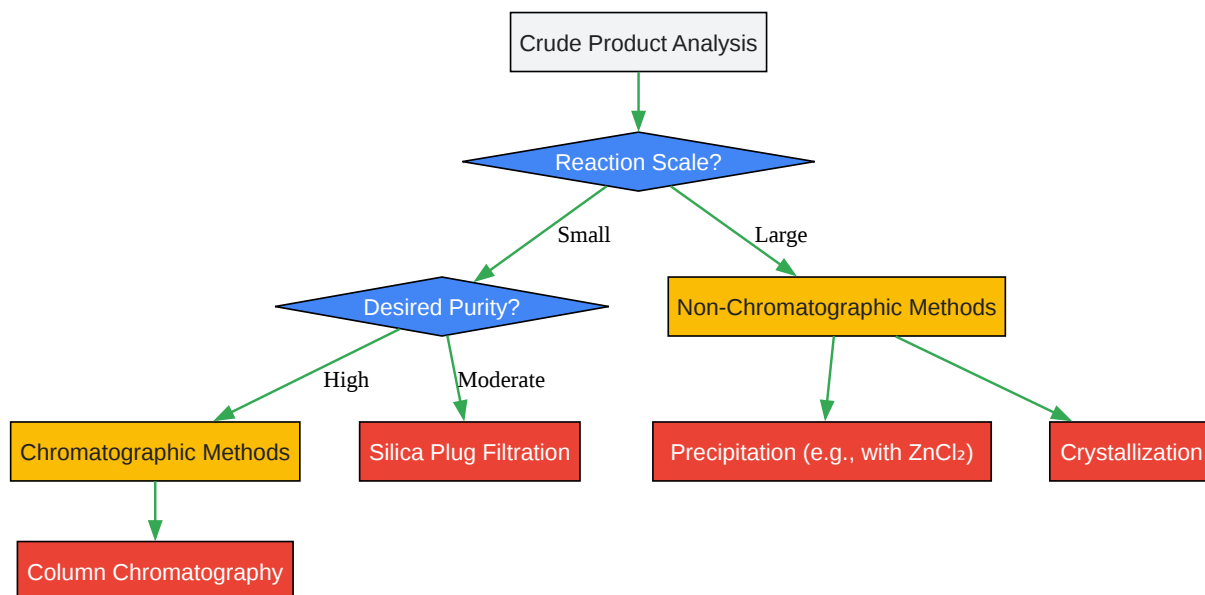 Crude Product Analysis
Reaction Scale?
Small
Large
Desired Purity?
Non-Chromatographic Methods
High
Moderate
Chromatographic Methods
Silica Plug Filtration
Precipitation (e.g., with ZnCl₂)
Crystallization
Column Chromatography